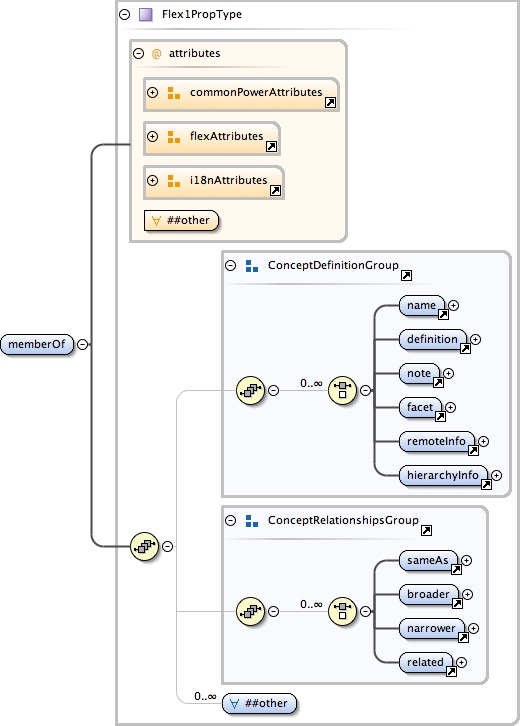 Flex1PropType
@ attributes
commonPowerAttributes
flexAttributes
i18nAttributes
∀ ##other
memberOf
ConceptDefinitionGroup
0..∞
name
definition
note
facet
remoteInfo
hierarchyInfo
ConceptRelationshipsGroup
0..∞
sameAs
broader
narrower
related
0..∞
∀ ##other